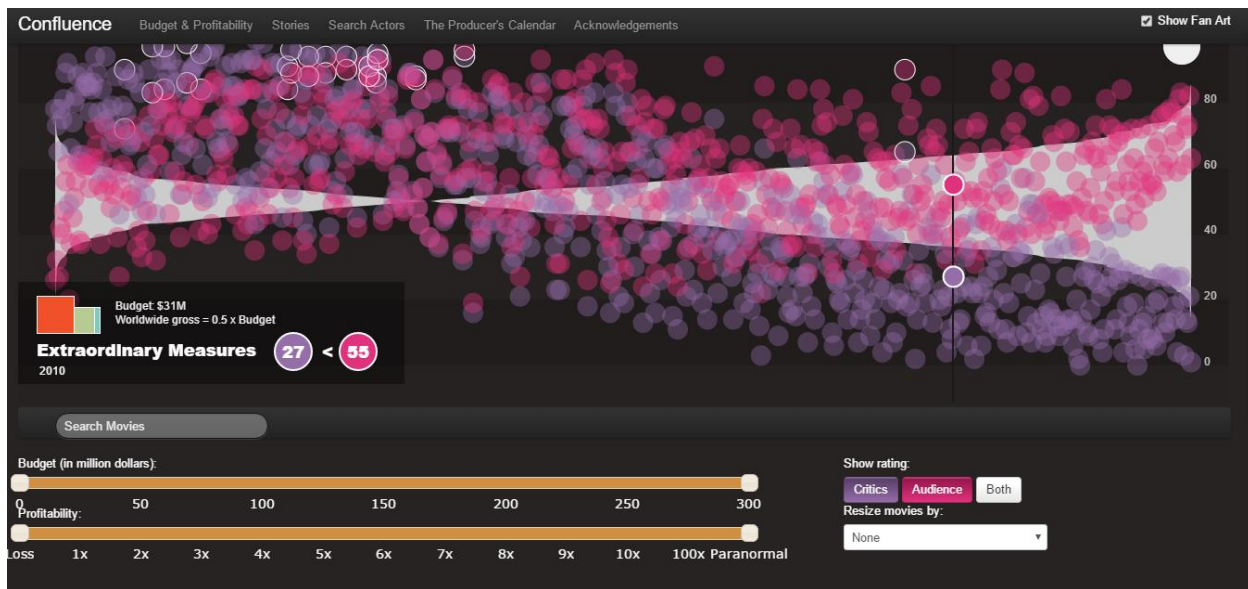 Confluence Budget & Profitability Stories Search Actors The Producer's Calendar Acknowledgements Show Fan Art
80
60
40
20
0
Budget: $31M
Worldwide gross = 0.5 x Budget
Extraordinary Measures 27 < 55
2010
Search Movies
Budget (in million dollars):
0 50 100 150 200 250 300
Profitability:
Loss 1x 2x 3x 4x 5x 6x 7x 8x 9x 10x 100x Paranormal
Show rating:
Critics Audience Both
Resize movies by:
None